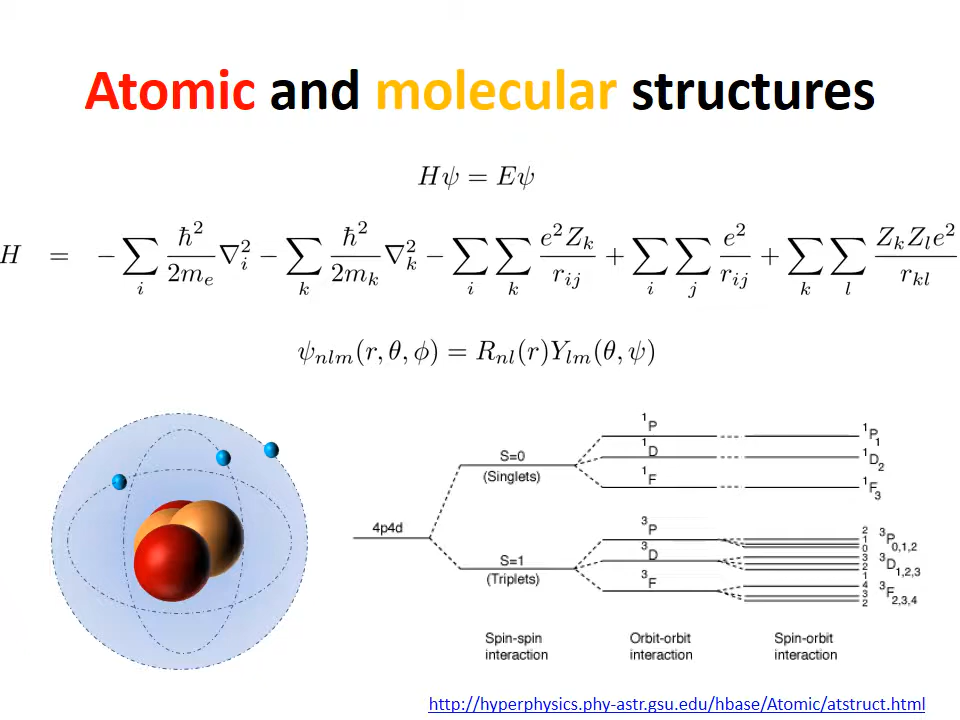 Atomic and molecular structures
Hψ = Eψ
H = −∑_i ħ²/2m_e ∇²_i − ∑_k ħ²/2m_k ∇²_k − ∑_i ∑_k e²Z_k/r_ij + ∑_i ∑_j e²/r_ij + ∑_k ∑_l Z_kZ_le²/r_kl
ψ_nlm(r, θ, ϕ) = R_nl(r)Y_lm(θ, ψ)
4p4d
S=0
(Singlets)
S=1
(Triplets)
¹P
¹D
¹F
³P
³D
³F
¹P₁
¹D₂
¹F₃
2
1
0
³P₀,₁,₂
3
2
1
³D₁,₂,₃
4
3
2
³F₂,₃,₄
Spin-spin
interaction
Orbit-orbit
interaction
Spin-orbit
interaction
http://hyperphysics.phy-astr.gsu.edu/hbase/Atomic/atstruct.html